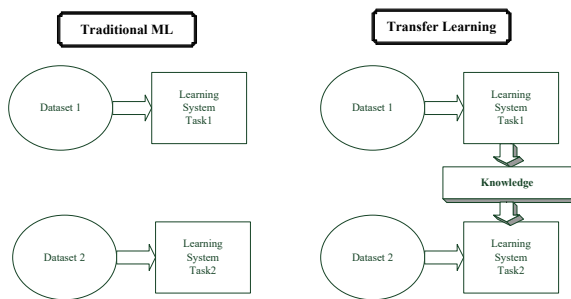 Traditional ML
Transfer Learning
Dataset 1
Learning
System
Task1
Dataset 1
Learning
System
Task1
Knowledge
Dataset 2
Learning
System
Task2
Dataset 2
Learning
System
Task2